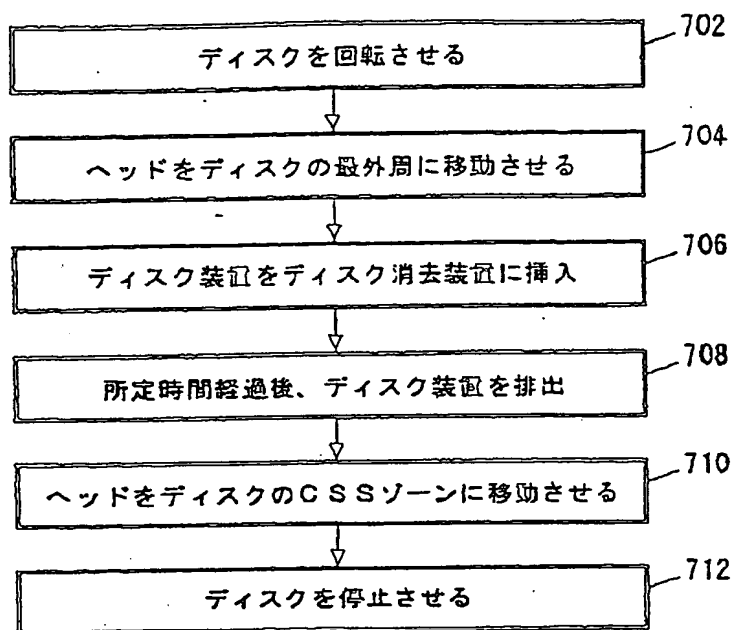 702
ディスクを回転させる
704
ヘッドをディスクの最外周に移動させる
706
ディスク装置をディスク消去装置に挿入
708
所定時間経過後、ディスク装置を排出
710
ヘッドをディスクのCSSゾーンに移動させる
712
ディスクを停止させる